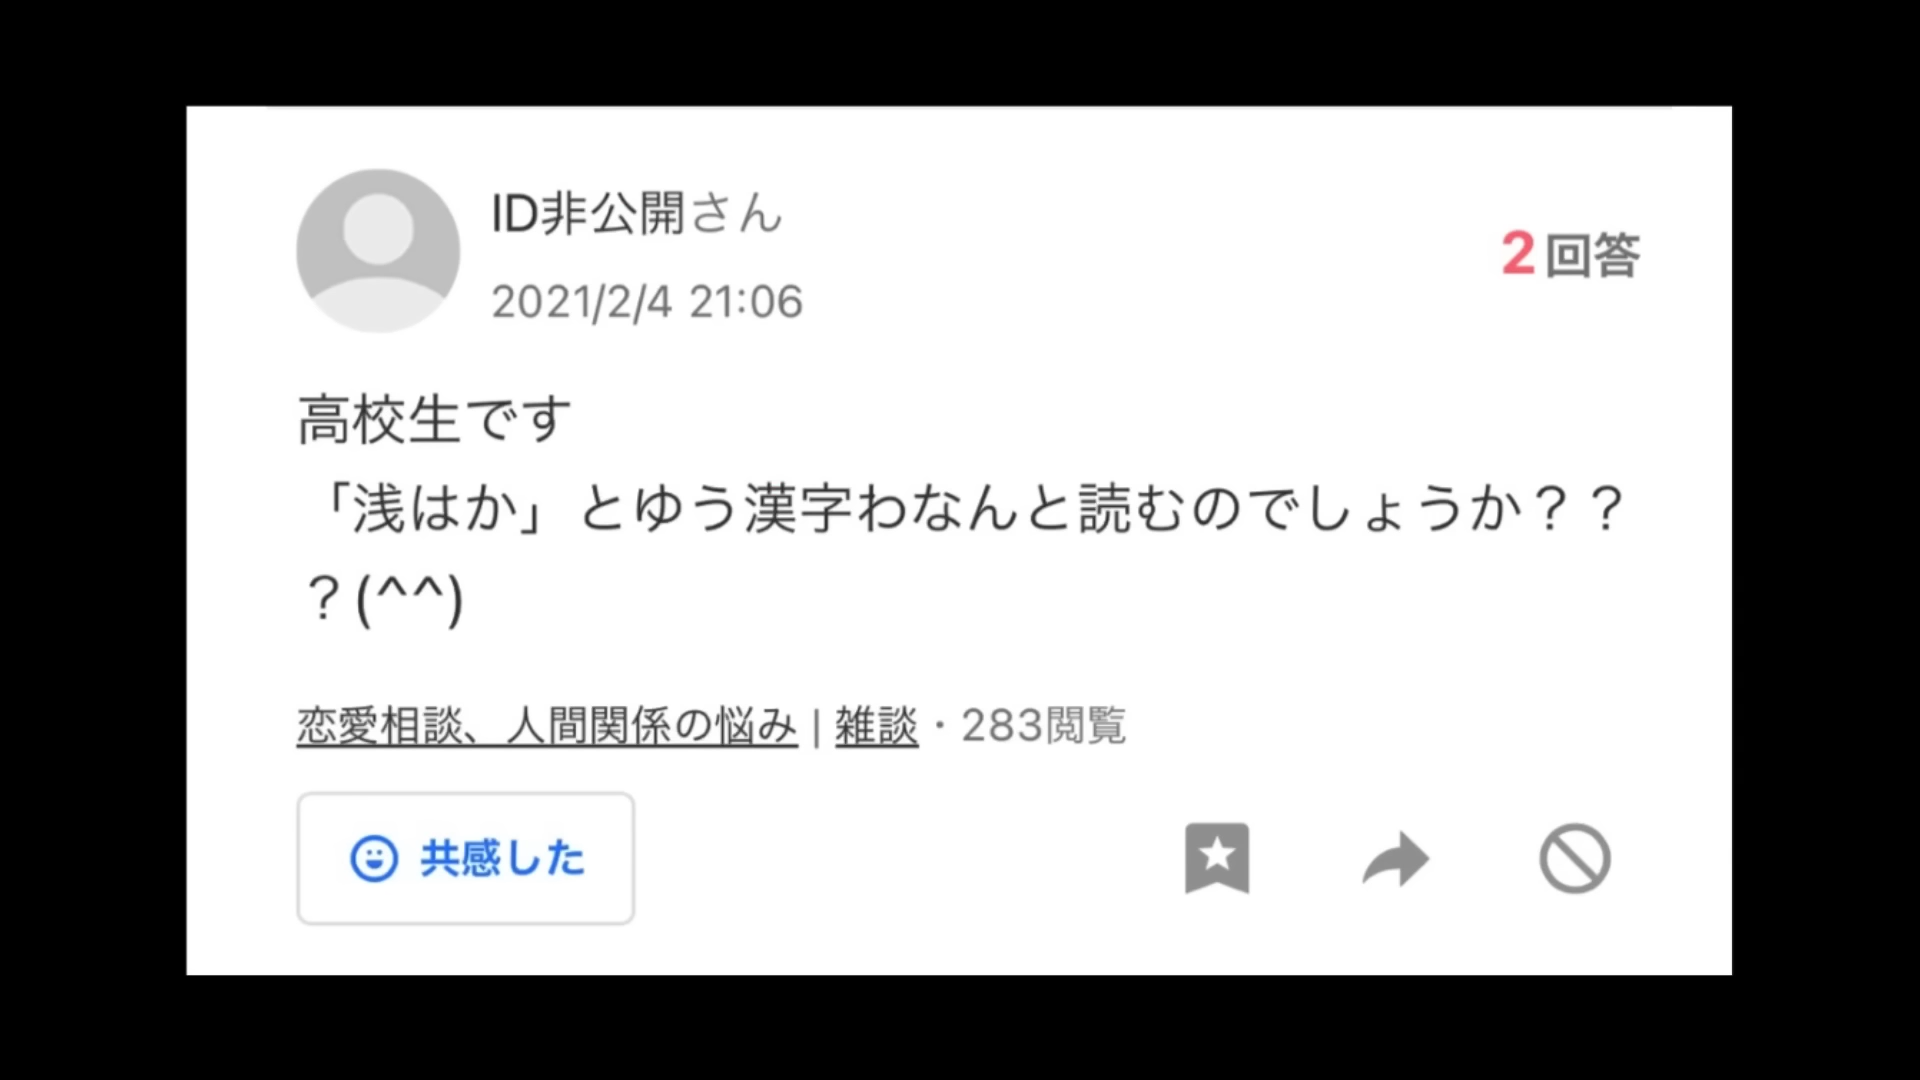 ID非公開さん
2021/2/4 21:06
2回答
高校生です
「浅はか」とゆう漢字わなんと読むのでしょうか？？
？(^^)
恋愛相談、人間関係の悩み | 雑談・283閲覧
共感した